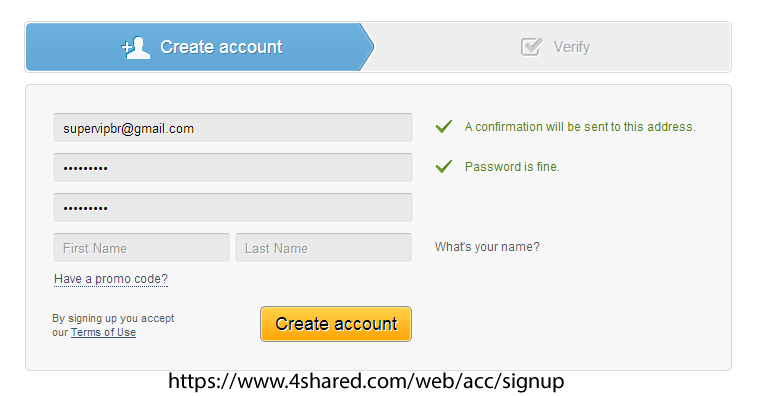 Create account
Verify
supervipbr@gmail.com
A confirmation will be sent to this address.
•••••••••
Password is fine.
•••••••••
First Name
Last Name
What's your name?
Have a promo code?
By signing up you accept
our Terms of Use
Create account
https://www.4shared.com/web/acc/signup